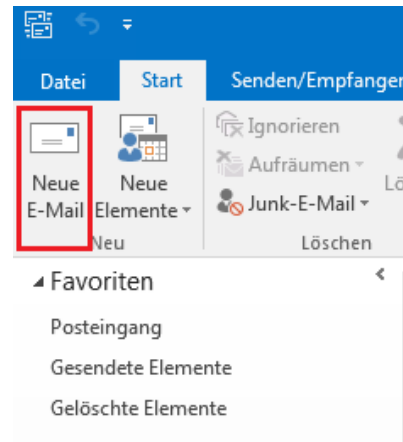 Datei Start Senden/Empfangen
Ignorieren
Aufräumen
Neue Neue
E-Mail Elemente
Junk-E-Mail
Neu Löschen
Favoriten
Posteingang
Gesendete Elemente
Gelöschte Elemente